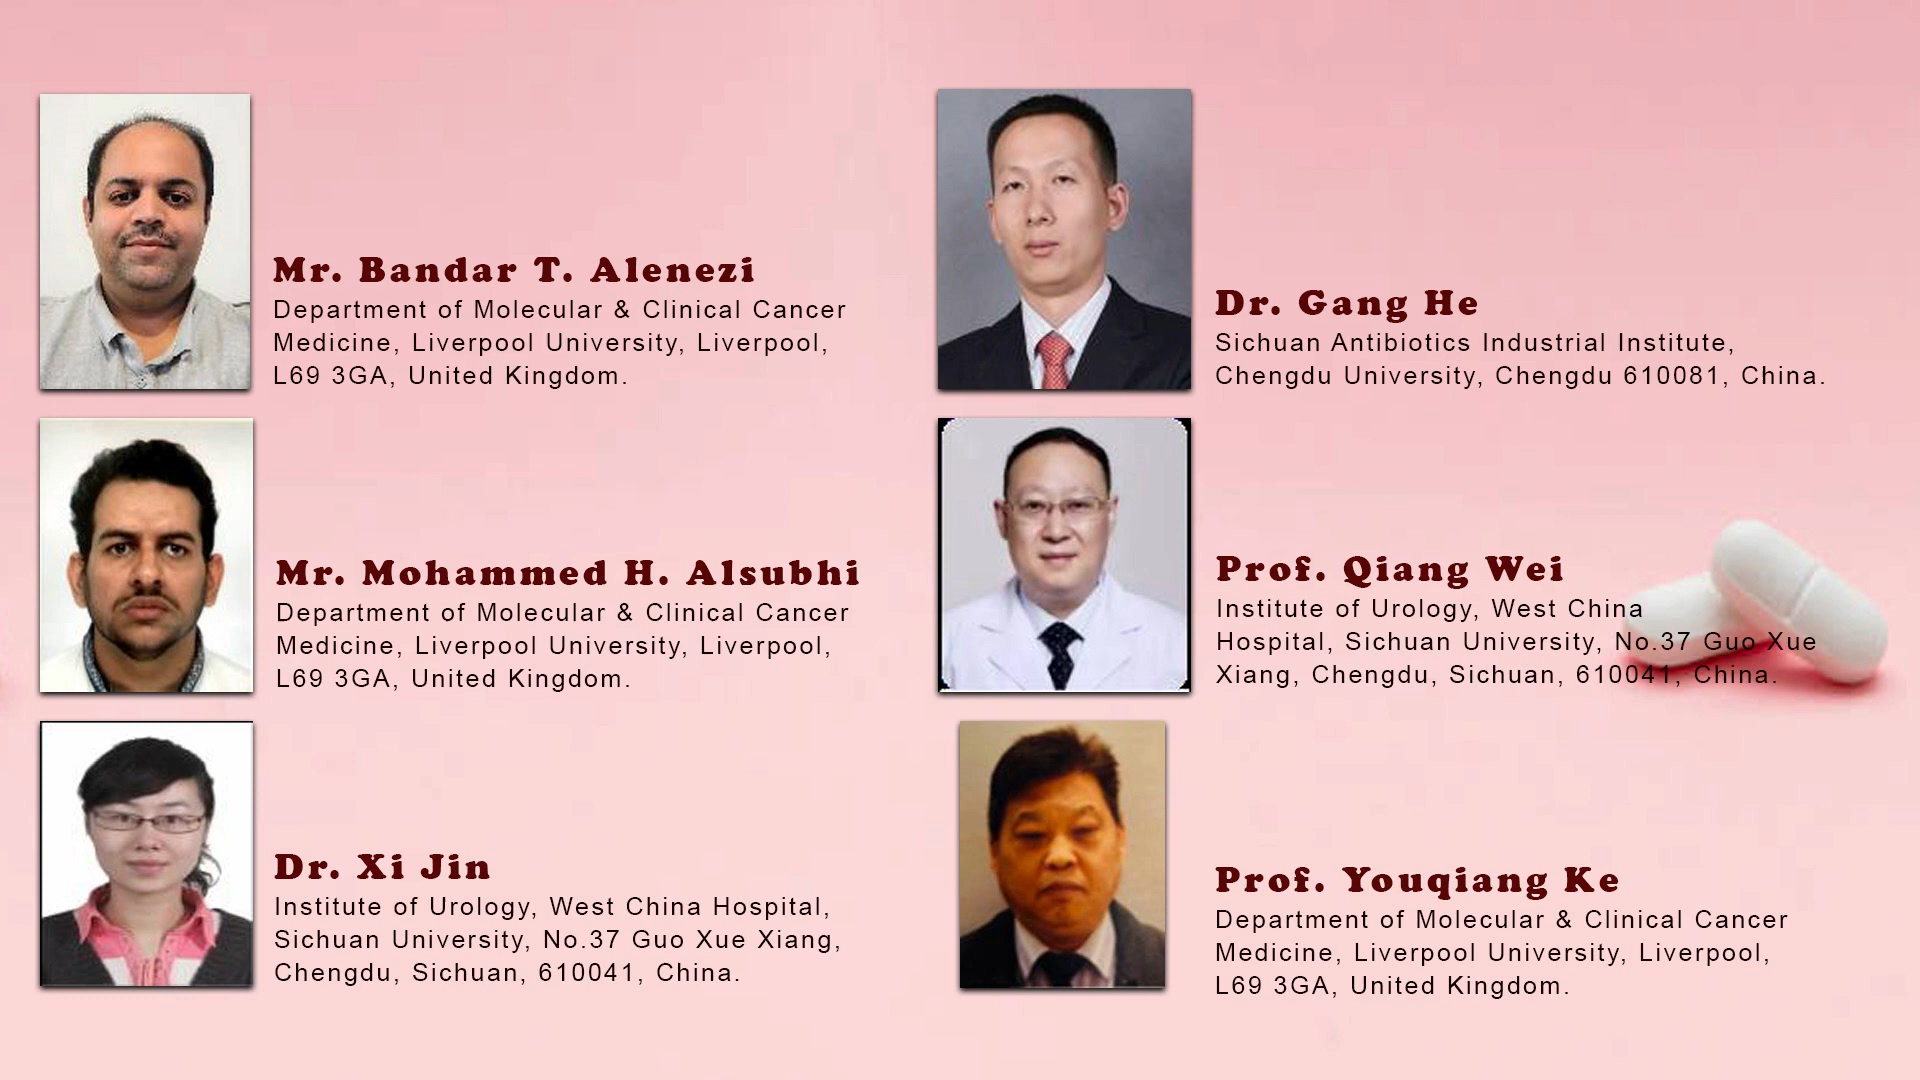 Mr. Bandar T. Alenezi
Department of Molecular & Clinical Cancer
Medicine, Liverpool University, Liverpool,
L69 3GA, United Kingdom.
Mr. Mohammed H. Alsubhi
Department of Molecular & Clinical Cancer
Medicine, Liverpool University, Liverpool,
L69 3GA, United Kingdom.
Dr. Xi Jin
Institute of Urology, West China Hospital,
Sichuan University, No.37 Guo Xue Xiang,
Chengdu, Sichuan, 610041, China.
Dr. Gang He
Sichuan Antibiotics Industrial Institute,
Chengdu University, Chengdu 610081, China.
Prof. Qiang Wei
Institute of Urology, West China
Hospital, Sichuan University, No.37 Guo Xue
Xiang, Chengdu, Sichuan, 610041, China.
Prof. Youqiang Ke
Department of Molecular & Clinical Cancer
Medicine, Liverpool University, Liverpool,
L69 3GA, United Kingdom.